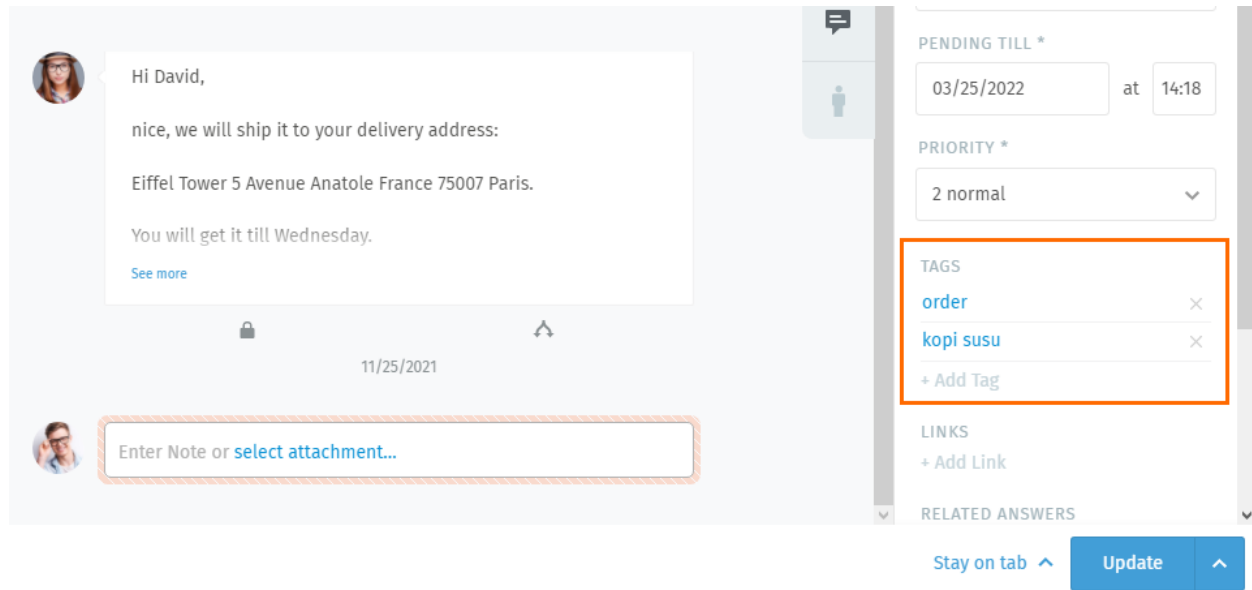 Hi David,
nice, we will ship it to your delivery address:
Eiffel Tower 5 Avenue Anatole France 75007 Paris.
You will get it till Wednesday.
See more
11/25/2021
Enter Note or select attachment...
PENDING TILL *
03/25/2022 at 14:18
PRIORITY *
2 normal
TAGS
order
kopi susu
+ Add Tag
LINKS
+ Add Link
RELATED ANSWERS
Stay on tab
Update